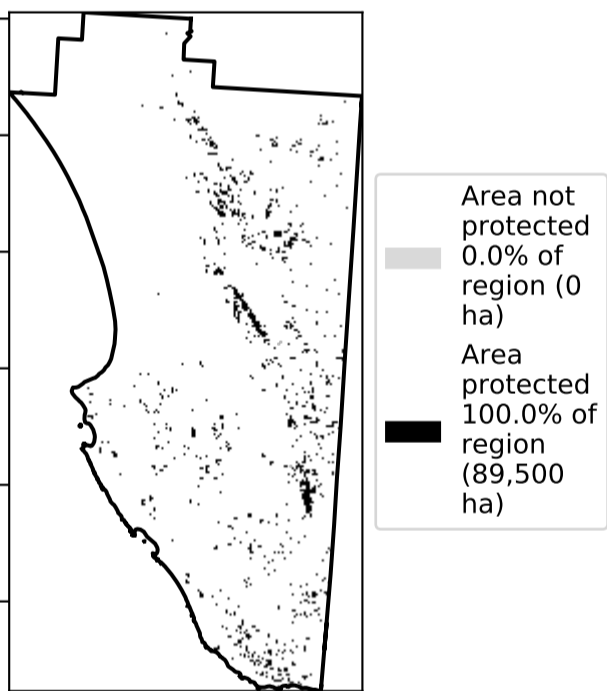 Area not
protected
0.0% of
region (0
ha)
Area
protected
100.0% of
region
(89,500
ha)